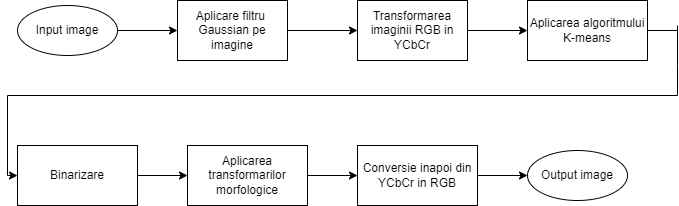 Input image
Aplicare filtru
Gaussian pe
imagine
Transformarea
imaginii RGB in
YCbCr
Aplicarea algoritmului
K-means
Binarizare
Aplicarea
transformarilor
morfologice
Conversie inapoi din
YCbCr in RGB
Output image